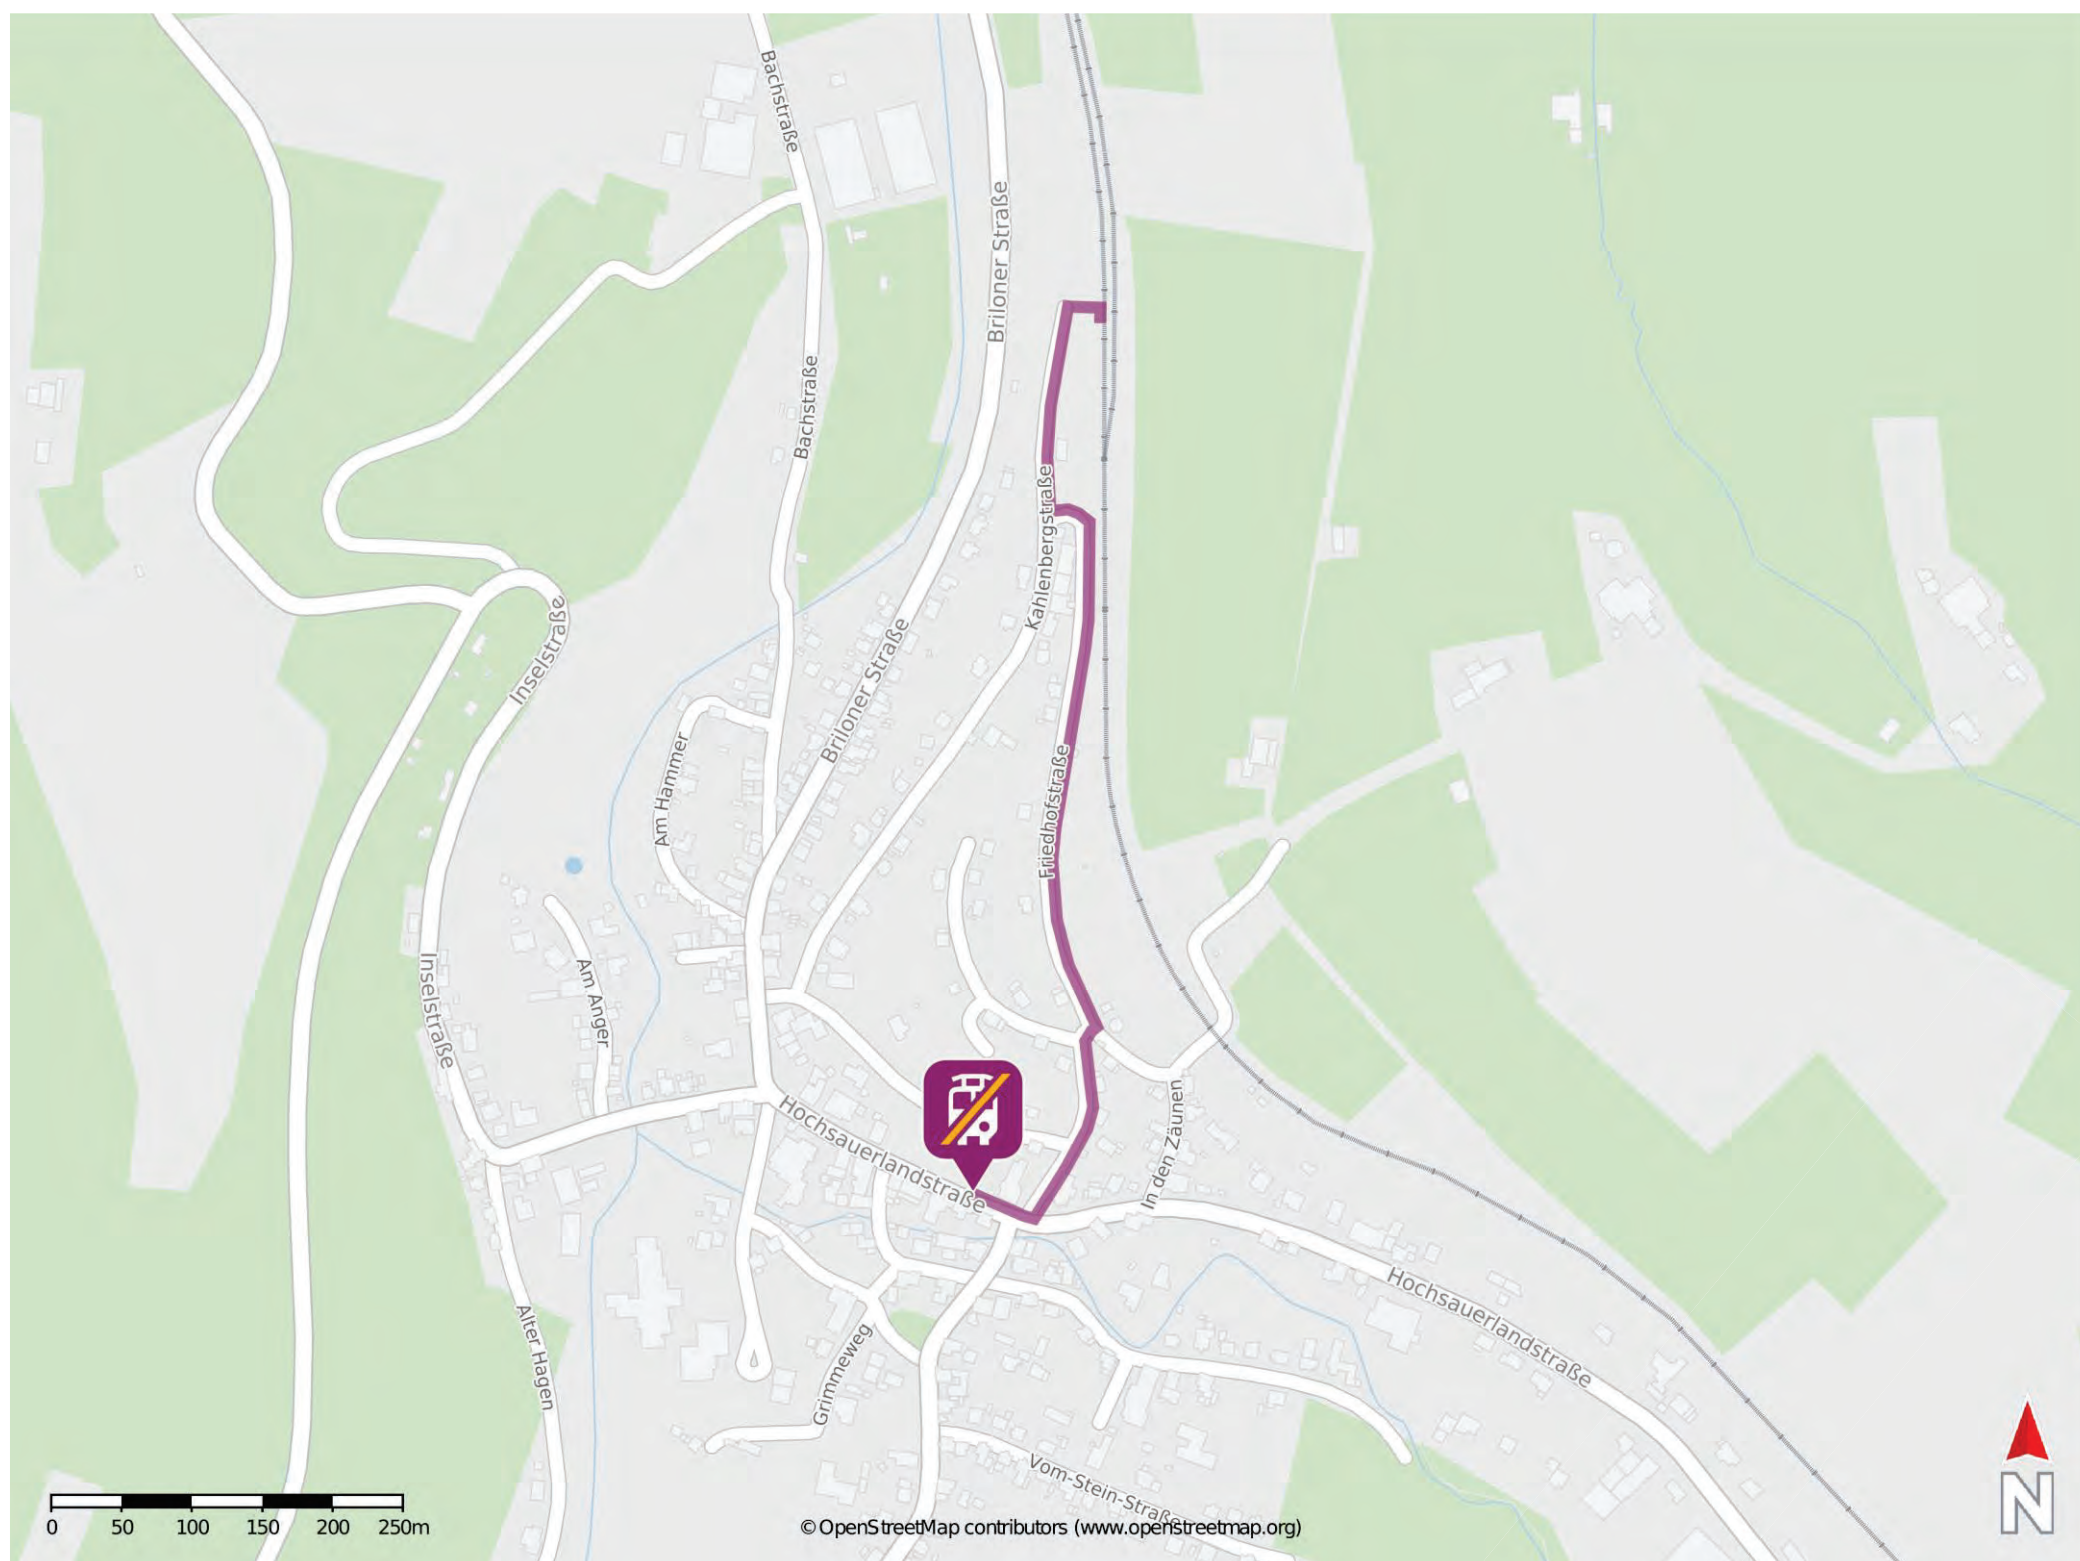 Bachstraße
Briloner Straße
Bachstraße
Kahlenbergstraße
Inselstraße
Briloner Straße
Am Hammer
Friedhofstraße
Inselstraße
Am Anger
Hochsauerlandstraße
In den Zäunen
Hochsauerlandstraße
Alter Hagen
Grimmeweg
Vom-Stein-Straße
0 50 100 150 200 250m
© OpenStreetMap contributors (www.openstreetmap.org)
N